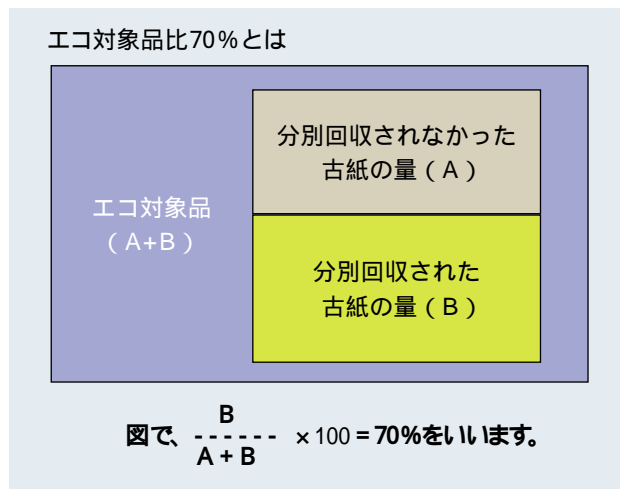 エコ対象品比70％とは
分別回収されなかった
古紙の量（A）
エコ対象品
（A+B）
分別回収された
古紙の量（B）
B
図で、 ------ ×100＝70％をいいます。
A+B